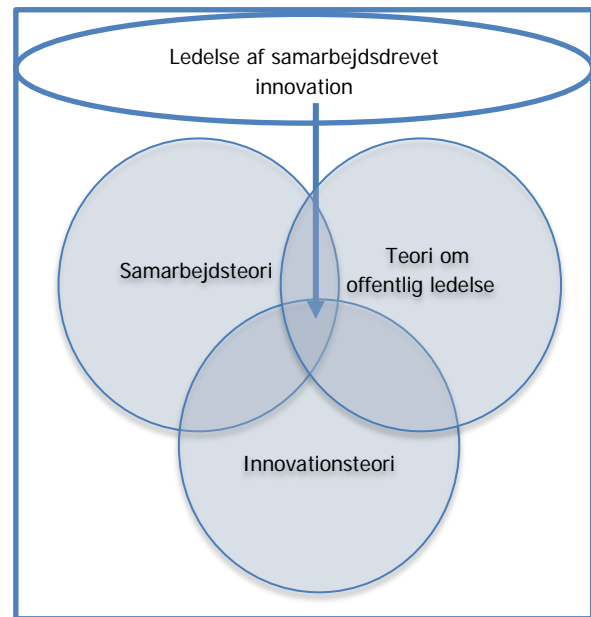 Ledelse af samarbejdsdrevet
innovation
Samarbejdsteori
Teori om
offentlig ledelse
Innovationsteori